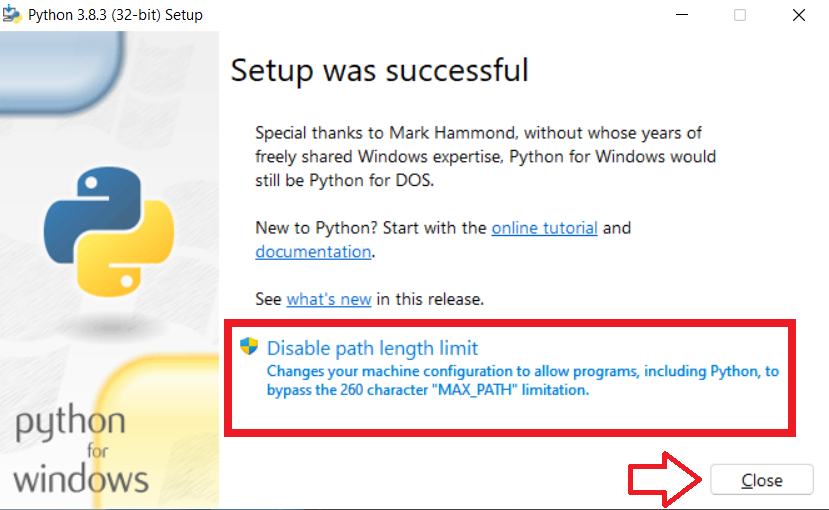 Python 3.8.3 (32-bit) Setup
Setup was successful
Special thanks to Mark Hammond, without whose years of
freely shared Windows expertise, Python for Windows would
still be Python for DOS.
New to Python? Start with the online tutorial and
documentation.
See what's new in this release.
Disable path length limit
Changes your machine configuration to allow programs, including Python, to
bypass the 260 character "MAX_PATH" limitation.
python
for
windows
Close